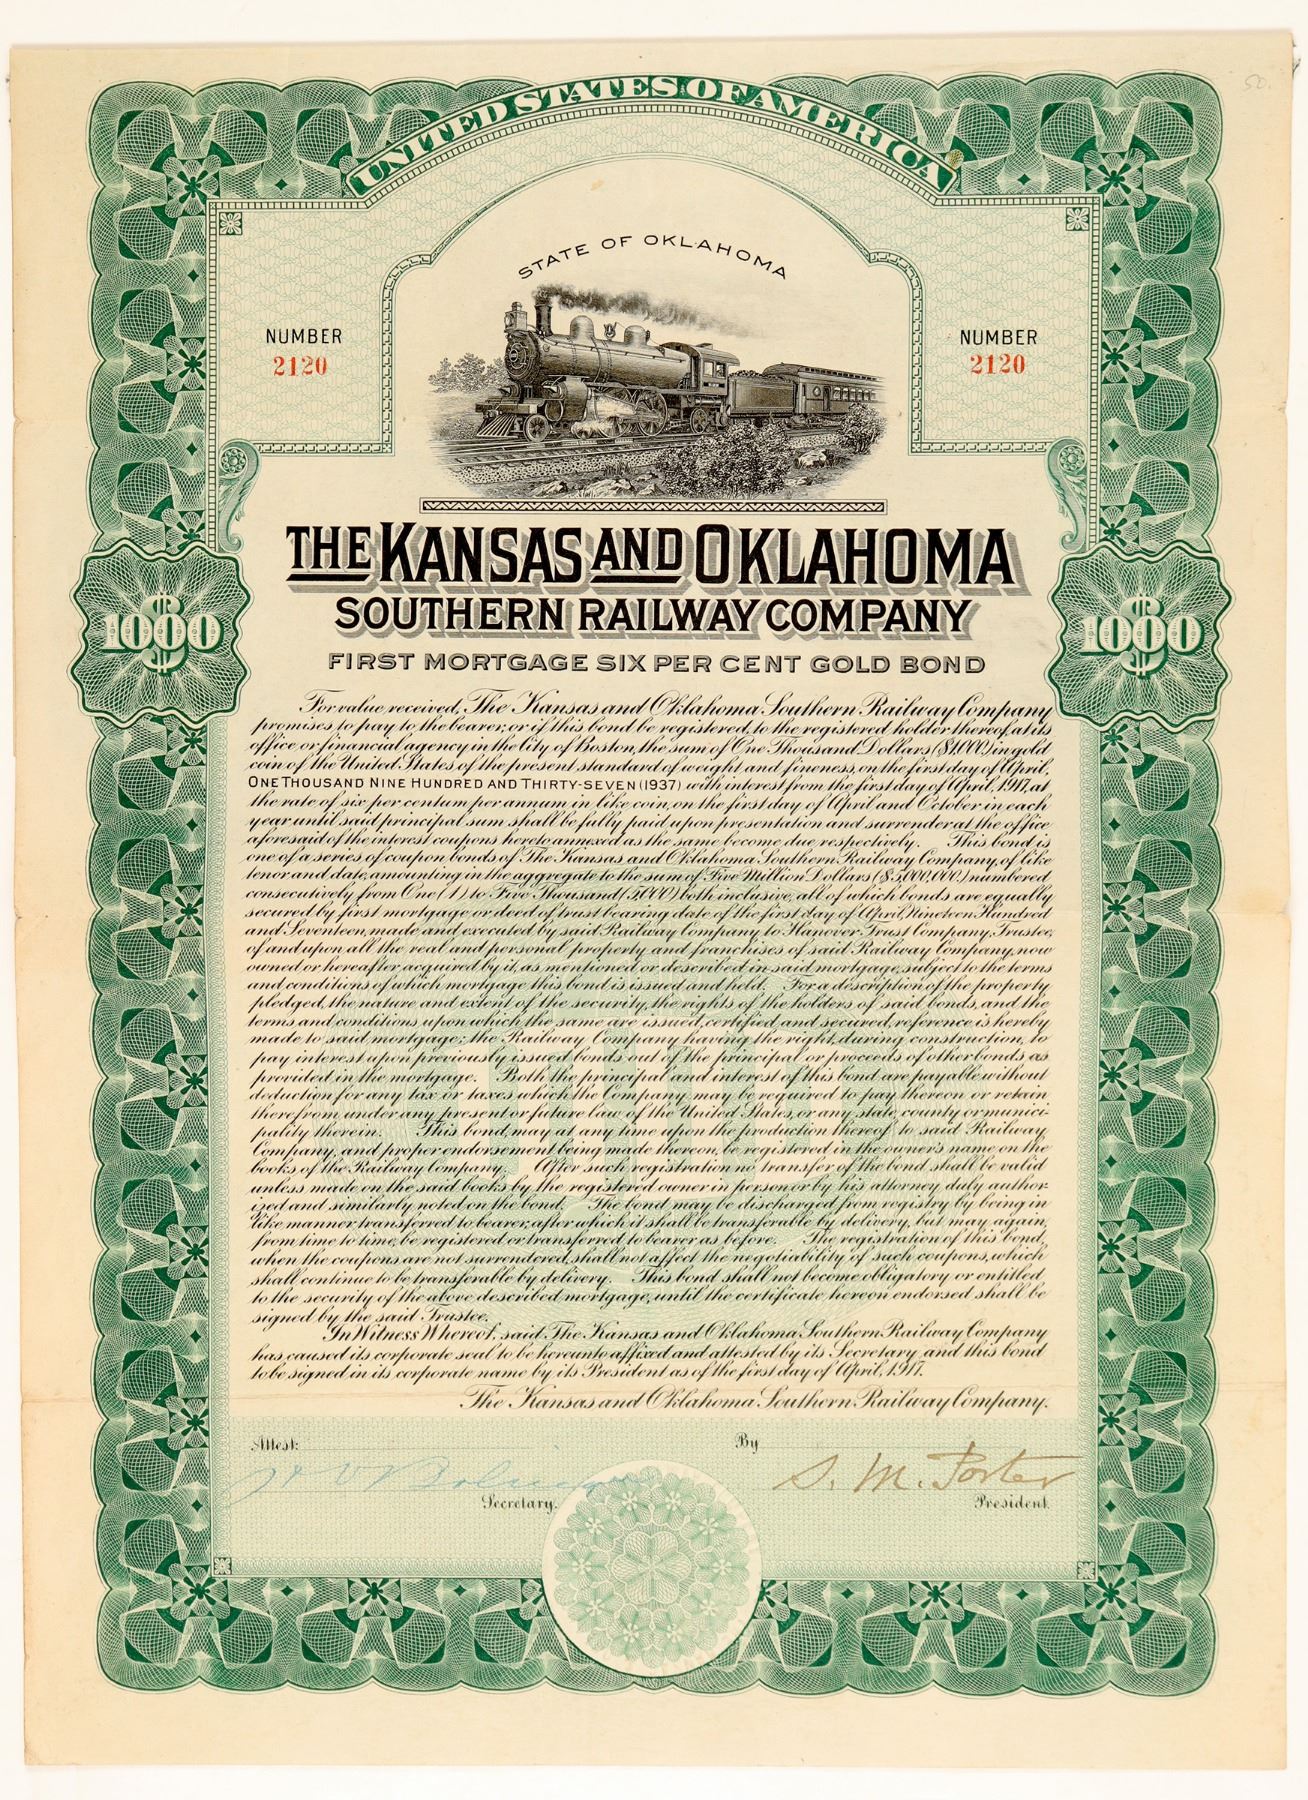 50.
UNITED STATES OF AMERICA
STATE OF OKLAHOMA
NUMBER
2120
NUMBER
2120
THE KANSAS AND OKLAHOMA
SOUTHERN RAILWAY COMPANY
$1000
$1000
FIRST MORTGAGE SIX PER CENT GOLD BOND
For value received, The Kansas and Oklahoma Southern Railway Company
promises to pay to the bearer, or if this bond be registered, to the registered holder thereof, at its
office or financial agency in the City of Boston, the sum of One Thousand Dollars ($1,000.) in gold
coin of the United States of the present standard of weight and fineness, on the first day of April,
ONE THOUSAND NINE HUNDRED AND THIRTY-SEVEN (1937) with interest from the first day of April, 1917, at
the rate of six per centum per annum in like coin, on the first day of April and October in each
year until said principal sum shall be fully paid upon presentation and surrender at the office
aforesaid of the interest coupons hereto annexed as the same become due respectively. This bond is
one of a series of coupon bonds of The Kansas and Oklahoma Southern Railway Company, of like
tenor and date, amounting in the aggregate to the sum of Five Million Dollars ($5,000,000.) numbered
consecutively from One (1) to Five Thousand (5,000) both inclusive, all of which bonds are equally
secured by first mortgage or deed of trust bearing date of the first day of April, Nineteen Hundred
and Seventeen, made and executed by said Railway Company to Hanover Trust Company, Trustee,
of and upon all the real and personal property and franchises of said Railway Company, now
owned or hereafter acquired by it, as mentioned or described in said mortgage, subject to the terms
and conditions of which mortgage this bond is issued and held. For a description of the property
pledged, the nature and extent of the security, the rights of the holders of said bonds, and the
terms and conditions upon which the same are issued, certified and secured, reference is hereby
made to said mortgage; the Railway Company having the right, during construction, to
pay interest upon previously issued bonds out of the principal or proceeds of other bonds as
provided in the mortgage. Both the principal and interest of this bond are payable without
deduction for any tax or taxes which the Company may be required to pay thereon or retain
therefrom under any present or future law of the United States, or any state, county or munici-
pality therein. This bond, may at any time upon the production thereof to said Railway
Company, and proper endorsement being made thereon, be registered in the owner's name on the
books of the Railway Company. After such registration no transfer of the bond shall be valid
unless made on the said books by the registered owner in person or by his attorney duly author-
ized and similarly noted on the bond. The bond may be discharged from registry by being in
like manner transferred to bearer, after which it shall be transferable by delivery, but may again,
from time to time, be registered or transferred to bearer as before. The registration of this bond,
when the coupons are not surrendered, shall not affect the negotiability of such coupons, which
shall continue to be transferable by delivery. This bond shall not become obligatory or entitled
to the security of the above described mortgage, until the certificate hereon endorsed shall be
signed by the said Trustee.
In Witness Whereof, said The Kansas and Oklahoma Southern Railway Company
has caused its corporate seal to be hereunto affixed and attested by its Secretary and this bond
to be signed in its corporate name by its President as of the first day of April, 1917.
The Kansas and Oklahoma Southern Railway Company.
Attest:
By
S. M. Porter
Secretary.
President.